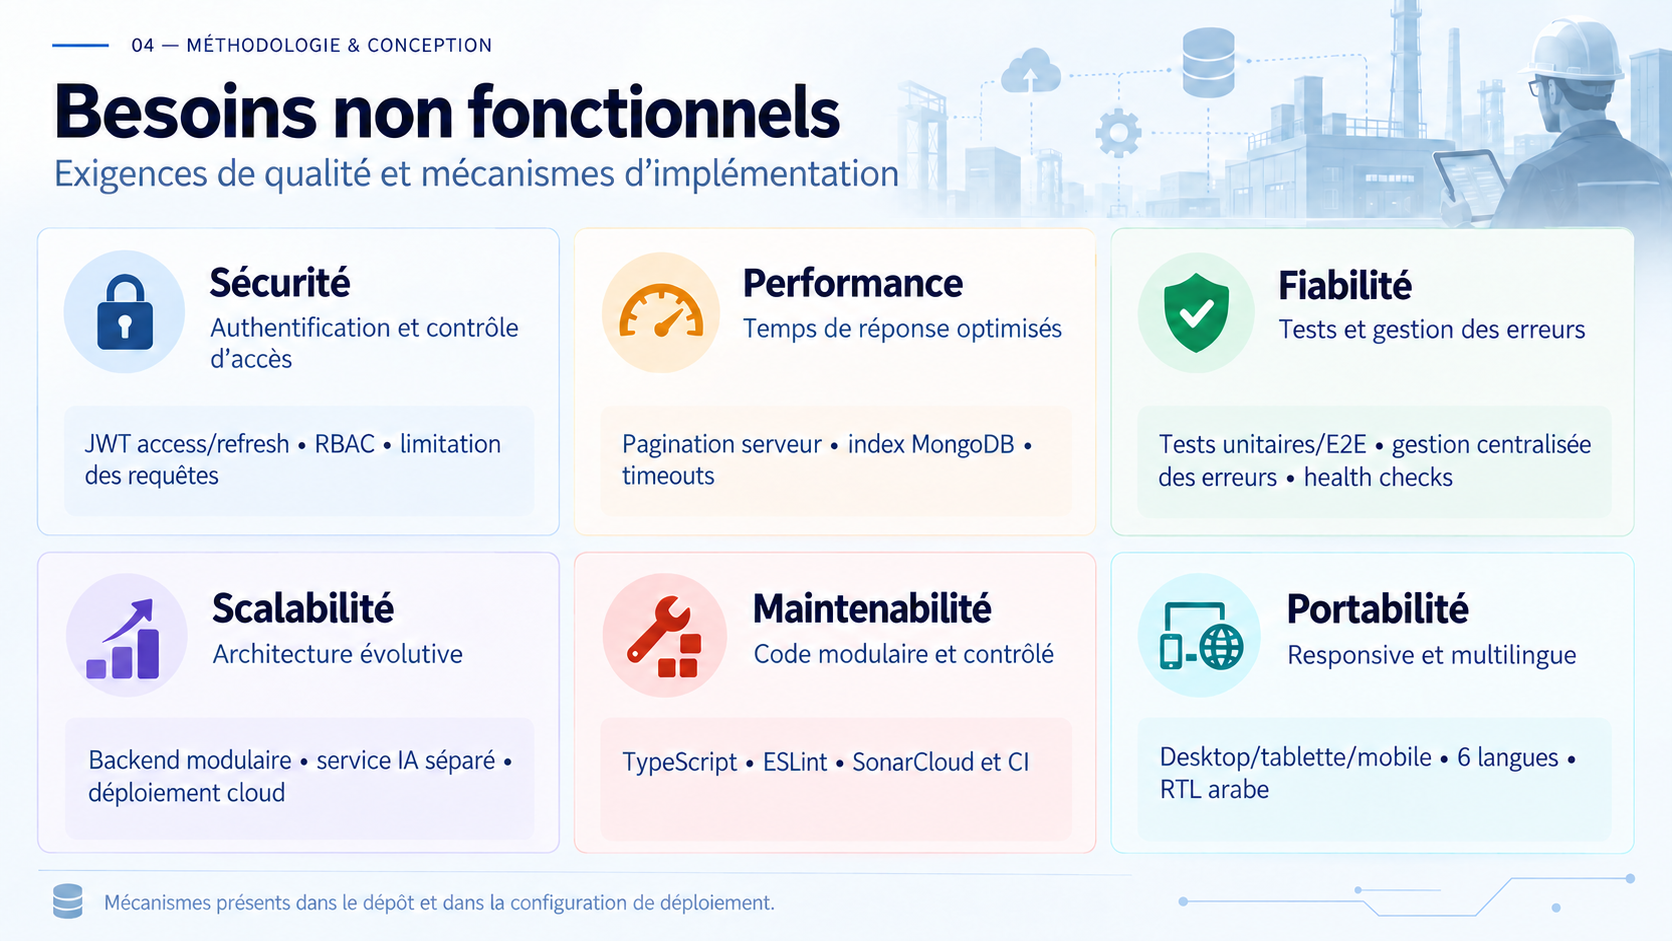 04 — MÉTHODOLOGIE & CONCEPTION
Besoins non fonctionnels
Exigences de qualité et mécanismes d’implémentation
Sécurité
Authentification et contrôle
d’accès
JWT access/refresh • RBAC • limitation
des requêtes
Performance
Temps de réponse optimisés
Pagination serveur • index MongoDB •
timeouts
Fiabilité
Tests et gestion des erreurs
Tests unitaires/E2E • gestion centralisée
des erreurs • health checks
Scalabilité
Architecture évolutive
Backend modulaire • service IA séparé •
déploiement cloud
Maintenabilité
Code modulaire et contrôlé
TypeScript • ESLint • SonarCloud et CI
Portabilité
Responsive et multilingue
Desktop/tablette/mobile • 6 langues •
RTL arabe
Mécanismes présents dans le dépôt et dans la configuration de déploiement.